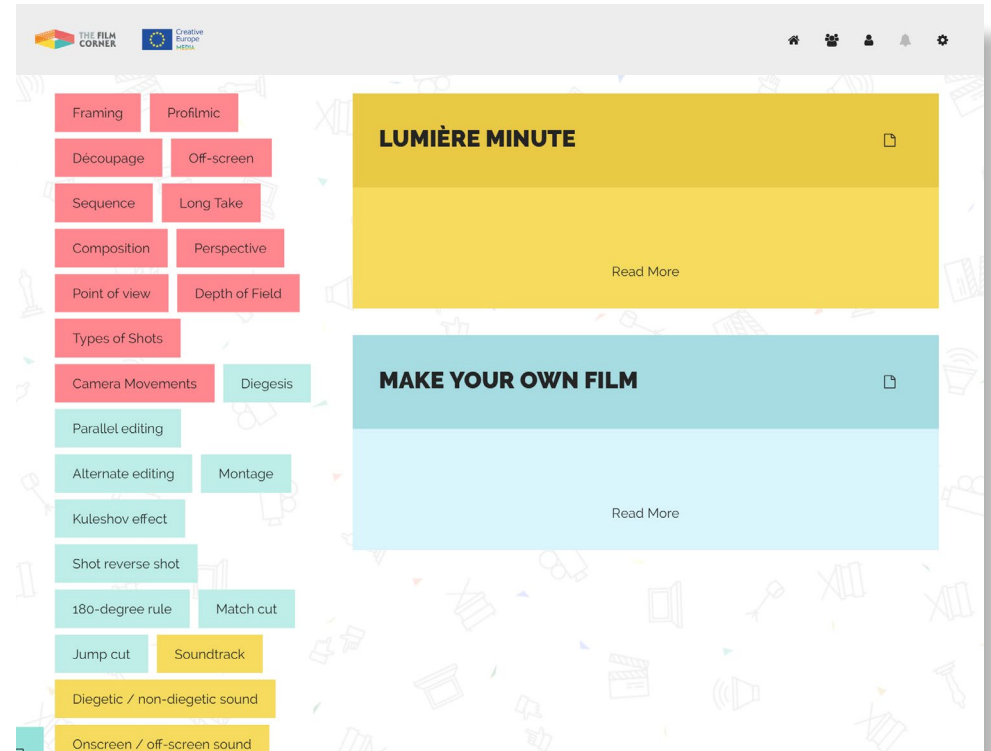 THE FILM
CORNER
Creative
Europe
MEDIA
Framing
Profilmic
Découpage
Off-screen
Sequence
Long Take
Composition
Perspective
Point of view
Depth of Field
Types of Shots
Camera Movements
Diegesis
Parallel editing
Alternate editing
Montage
Kuleshov effect
Shot reverse shot
180-degree rule
Match cut
Jump cut
Soundtrack
Diegetic / non-diegetic sound
Onscreen / off-screen sound
LUMIÈRE MINUTE
Read More
MAKE YOUR OWN FILM
Read More